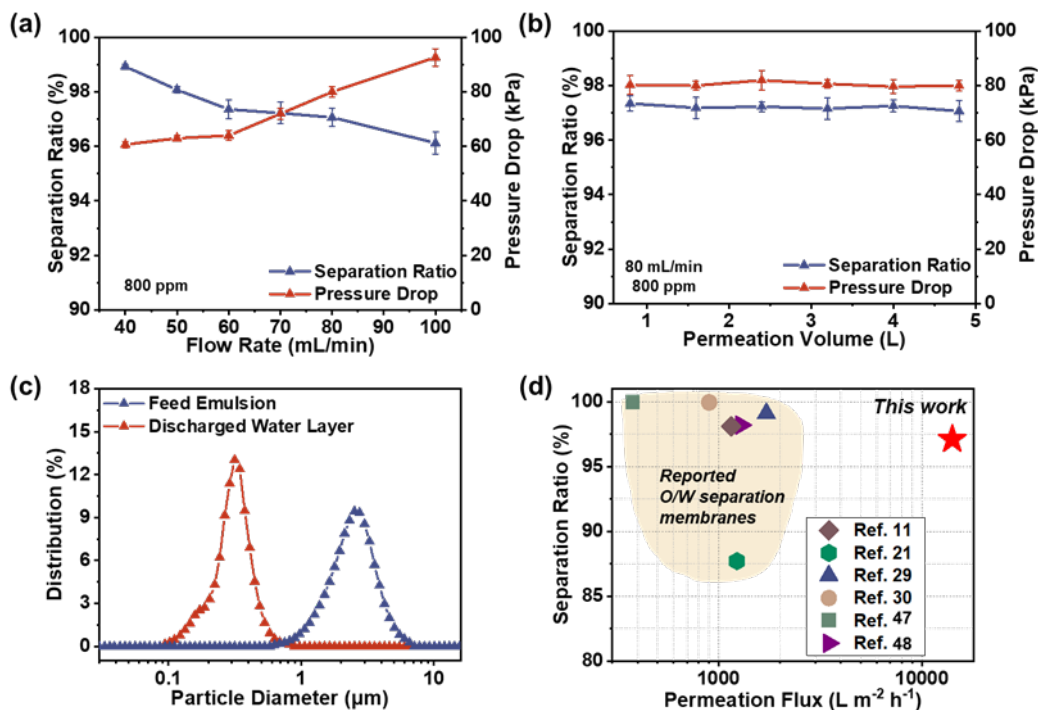 (a)
100
98
96
94
92
90
Separation Ratio (%)
100
80
60
40
20
0
Pressure Drop (kPa)
800 ppm
Separation Ratio
Pressure Drop
40 50 60 70 80 90 100
Flow Rate (mL/min)
(b)
100
98
96
94
92
90
Separation Ratio (%)
100
80
60
40
20
0
Pressure Drop (kPa)
80 mL/min
800 ppm
Separation Ratio
Pressure Drop
1 2 3 4 5
Permeation Volume (L)
(c)
18
15
12
9
6
3
0
Distribution (%)
Feed Emulsion
Discharged Water Layer
0.1 1 10
Particle Diameter (µm)
(d)
100
95
90
85
80
Separation Ratio (%)
This work
Reported
O/W separation
membranes
Ref. 11
Ref. 21
Ref. 29
Ref. 30
Ref. 47
Ref. 48
1000 10000
Permeation Flux (L m⁻² h⁻¹)